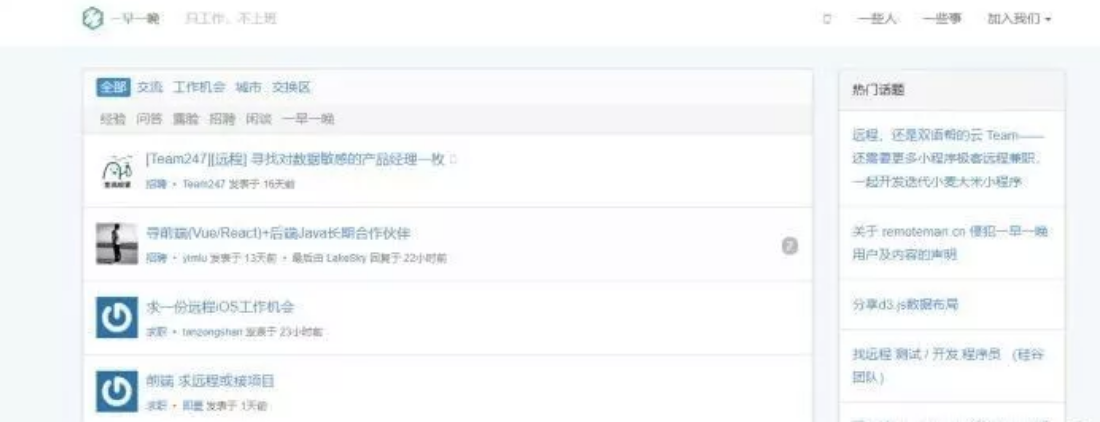 一早一晚 只工作，不上班
一些人 一些事 加入我们
全部 交流 工作机会 城市 交换区
经验 问答 露脸 招聘 闲谈 一早一晚
[Team247][远程] 寻找对数据敏感的产品经理一枚
招聘 • Team247 发表于 16天前
寻前端(Vue/React)+后端Java长期合作伙伴
招聘 • yimlu 发表于 13天前 • 最后由 LakeSky 回复于 22小时前
7
求一份远程iOS工作机会
求职 • tanzongshan 发表于 23小时前
前端 求远程或接项目
求职 • 发表于 1天前
热门话题
远程、还是双语帮的云 Team——
还需要更多小程序极客远程兼职，
一起开发迭代小麦大米小程序
关于 remoteman.cn 侵犯一早一晚
用户及内容的声明
分享d3.js数据布局
找远程 测试 / 开发 程序员 （硅谷
团队）